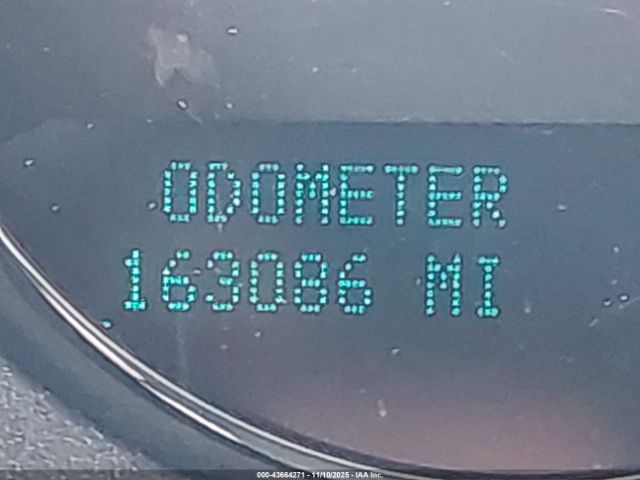 ODOMETER
163086 MI
000-43664271 - 11/10/2025 - IAA Inc.